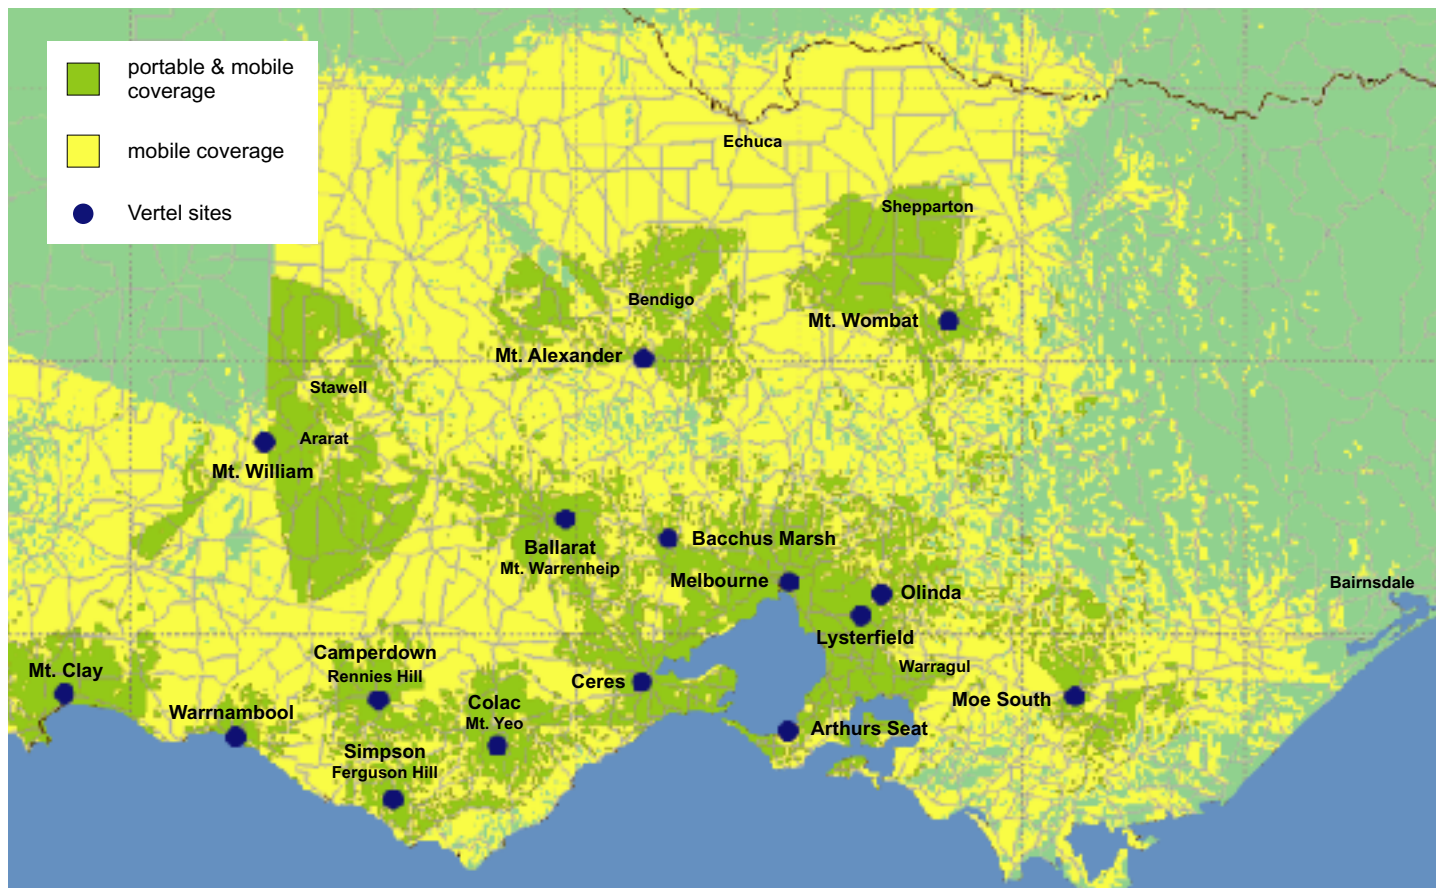 portable & mobile
coverage
mobile coverage
Vertel sites
Echuca
Shepparton
Bendigo
Mt. Wombat
Mt. Alexander
Stawell
Ararat
Mt. William
Bacchus Marsh
Ballarat
Mt. Warrenheip
Melbourne
Olinda
Bairnsdale
Lysterfield
Camperdown
Rennies Hill
Warragul
Mt. Clay
Ceres
Moe South
Colac
Mt. Yeo
Warrnambool
Arthurs Seat
Simpson
Ferguson Hill